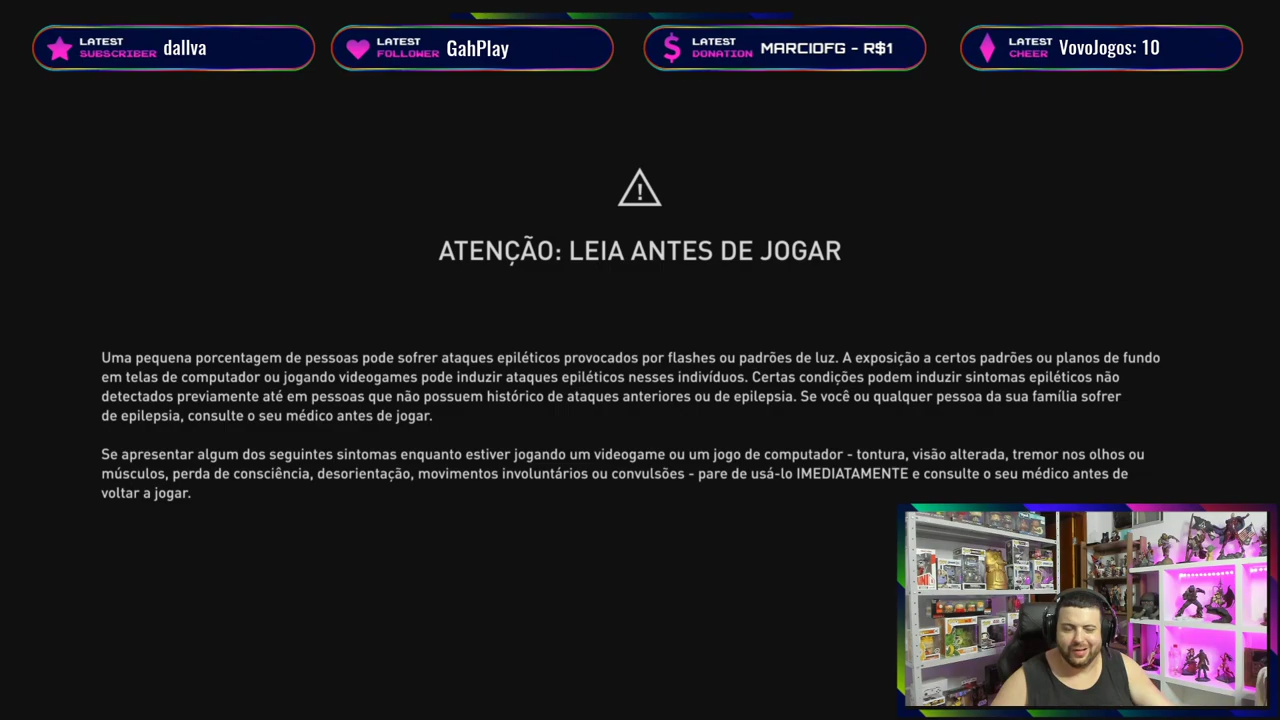 LATEST
SUBSCRIBER
dallva
LATEST
FOLLOWER
GahPlay
LATEST
DONATION
MARCIOFG - R$1
LATEST
CHEER
VovoJogos: 10
ATENÇÃO: LEIA ANTES DE JOGAR
Uma pequena porcentagem de pessoas pode sofrer ataques epiléticos provocados por flashes ou padrões de luz. A exposição a certos padrões ou planos de fundo
em telas de computador ou jogando videogames pode induzir ataques epiléticos nesses indivíduos. Certas condições podem induzir sintomas epiléticos não
detectados previamente até em pessoas que não possuem histórico de ataques anteriores ou de epilepsia. Se você ou qualquer pessoa da sua família sofrer
de epilepsia, consulte o seu médico antes de jogar.
Se apresentar algum dos seguintes sintomas enquanto estiver jogando um videogame ou um jogo de computador - tontura, visão alterada, tremor nos olhos ou
músculos, perda de consciência, desorientação, movimentos involuntários ou convulsões - pare de usá-lo IMEDIATAMENTE e consulte o seu médico antes de
voltar a jogar.